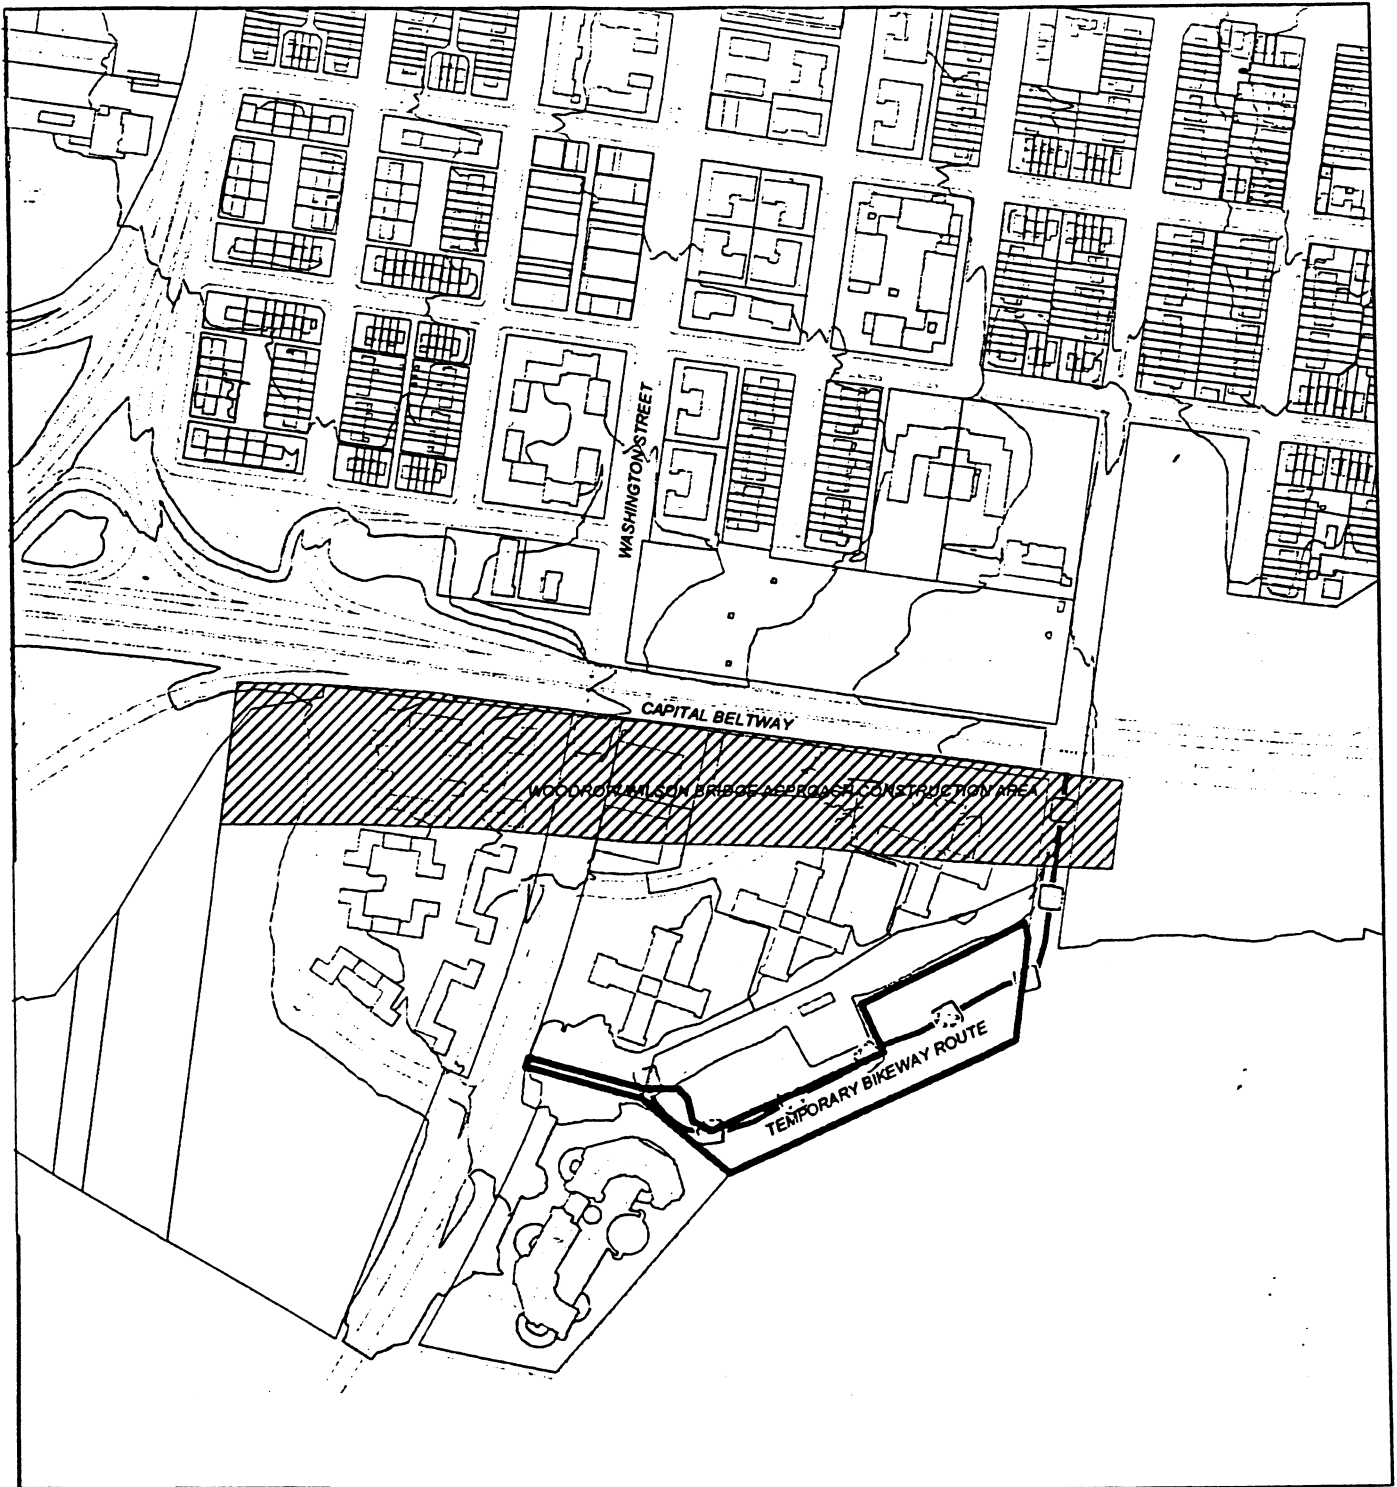 WASHINGTON STREET
CAPITAL BELTWAY
WOODROW WILSON BRIDGE APPROACH CONSTRUCTION AREA
TEMPORARY BIKEWAY ROUTE